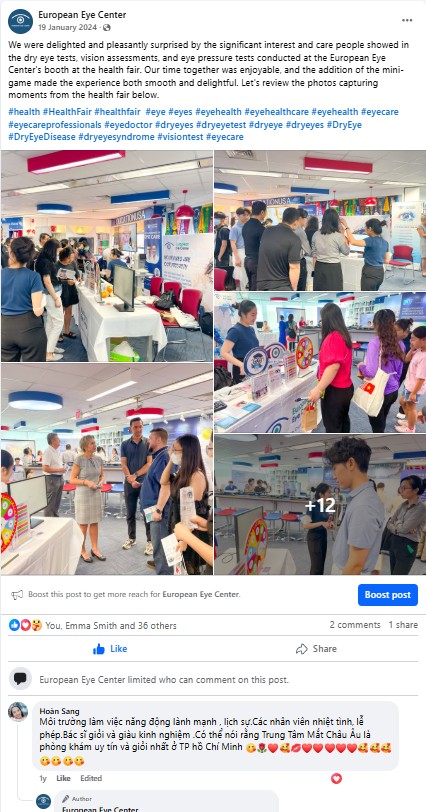 European Eye Center
19 January 2024
We were delighted and pleasantly surprised by the significant interest and care people showed in
the dry eye tests, vision assessments, and eye pressure tests conducted at the European Eye
Center's booth at the health fair. Our time together was enjoyable, and the addition of the mini-
game made the experience both smooth and delightful. Let's review the photos capturing
moments from the health fair below.
#health #HealthFair #healthfair #eye #eyes #eyehealth #eyehealthcare #eyehealth #eyecare
#eyecareprofessionals #eyedoctor #dryeyes #dryeyetest #dryeye #dryeyes #DryEye
#DryEyeDisease #dryeyesyndrome #visiontest #eyecare
+12
Boost this post to get more reach for European Eye Center.
Boost post
You, Emma Smith and 36 others
2 comments 1 share
Like
Share
European Eye Center limited who can comment on this post.
Hoàn Sang
Môi trường làm việc năng động lành mạnh , lịch sự.Các nhân viên nhiệt tình, lễ
phép.Bác sĩ giỏi và giàu kinh nghiệm .Có thể nói rằng Trung Tâm Mắt Châu Âu là
phòng khám uy tín và giỏi nhất ở TP hồ Chí Minh
1y Like Edited
Author
European Eye Center